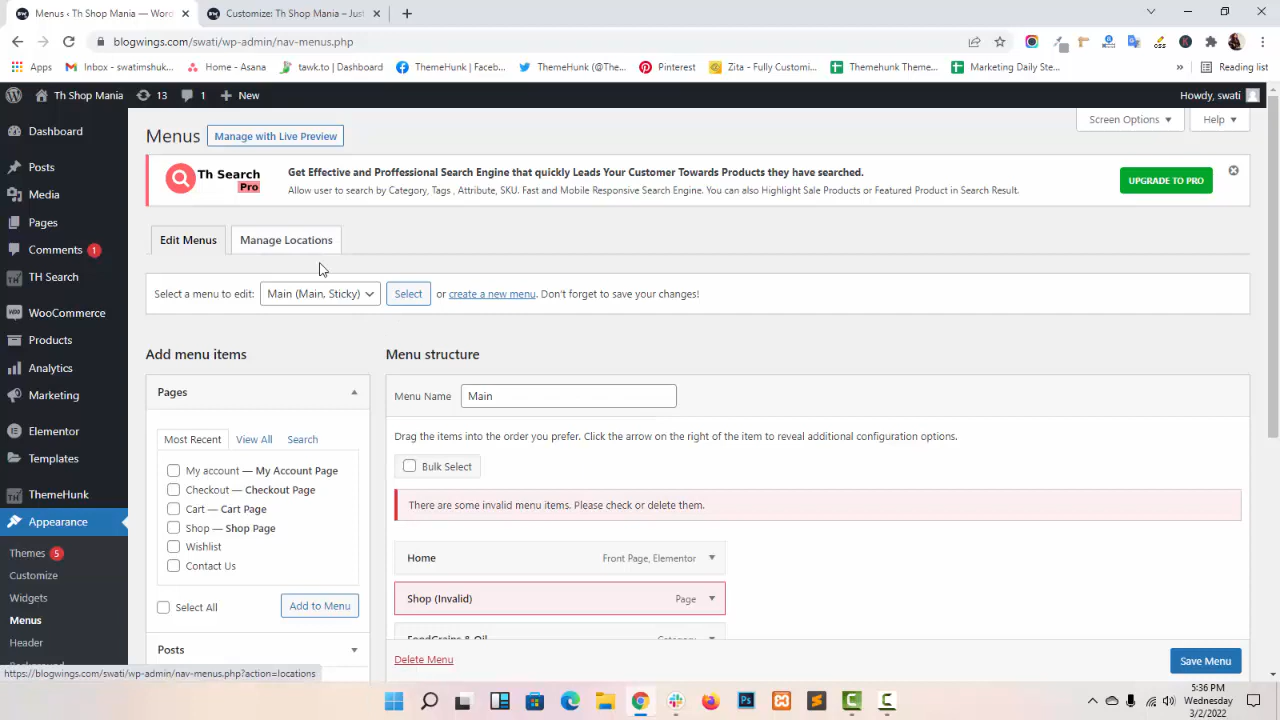 Menus ‹ Th Shop Mania — Wor
Customize: Th Shop Mania – Jus
blogwings.com/swati/wp-admin/nav-menus.php
Apps
Inbox - swatimshuk...
Home - Asana
tawk.to | Dashboard
ThemeHunk | Faceb...
ThemeHunk (@The...
Pinterest
Zita - Fully Customi...
Themehunk Theme...
Marketing Daily Ste...
»
Reading list
Th Shop Mania
13
1
+ New
Howdy, swati
Dashboard
Posts
Media
Pages
Comments 1
TH Search
WooCommerce
Products
Analytics
Marketing
Elementor
Templates
ThemeHunk
Appearance
Themes 5
Customize
Widgets
Menus
Header
Screen Options
Help
Menus
Manage with Live Preview
Th Search
Pro
Get Effective and Proffessional Search Engine that quickly Leads Your Customer Towards Products they have searched.
Allow user to search by Category, Tags , Attribute, SKU. Fast and Mobile Responsive Search Engine. You can also Highlight Sale Products or Featured Product in Search Result.
UPGRADE TO PRO
Edit Menus
Manage Locations
Select a menu to edit: Main (Main, Sticky) Select or create a new menu. Don't forget to save your changes!
Add menu items
Pages
Most Recent View All Search
My account — My Account Page
Checkout — Checkout Page
Cart — Cart Page
Shop — Shop Page
Wishlist
Contact Us
Select All
Add to Menu
Posts
Menu structure
Menu Name Main
Drag the items into the order you prefer. Click the arrow on the right of the item to reveal additional configuration options.
Bulk Select
There are some invalid menu items. Please check or delete them.
Home Front Page, Elementor
Shop (Invalid) Page
FoodGrains & Oil Category
Delete Menu
Save Menu
https://blogwings.com/swati/wp-admin/nav-menus.php?action=locations
5:36 PM
Wednesday
3/2/2022